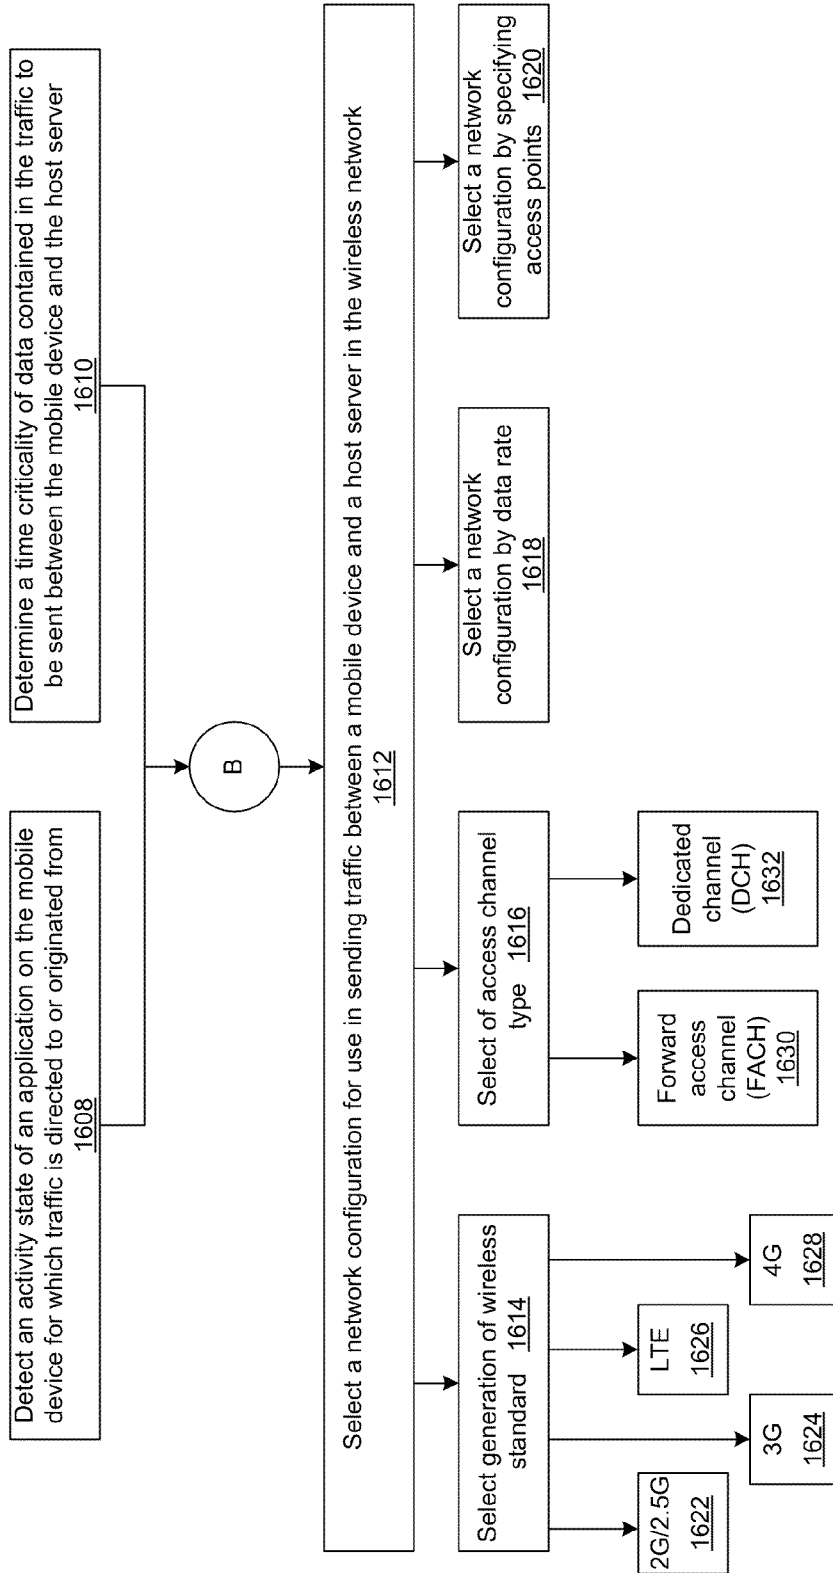 Detect an activity state of an application on the mobile
device for which traffic is directed to or originated from
1608
Determine a time criticality of data contained in the traffic to
be sent between the mobile device and the host server
1610
B
Select a network configuration for use in sending traffic between a mobile device and a host server in the wireless network
1612
Select generation of wireless
standard 1614
Select of access channel
type 1616
Select a network
configuration by data rate
1618
Select a network
configuration by specifying
access points 1620
2G/2.5G
1622
3G
1624
LTE
1626
4G
1628
Forward
access
channel
(FACH)
1630
Dedicated
channel
(DCH)
1632